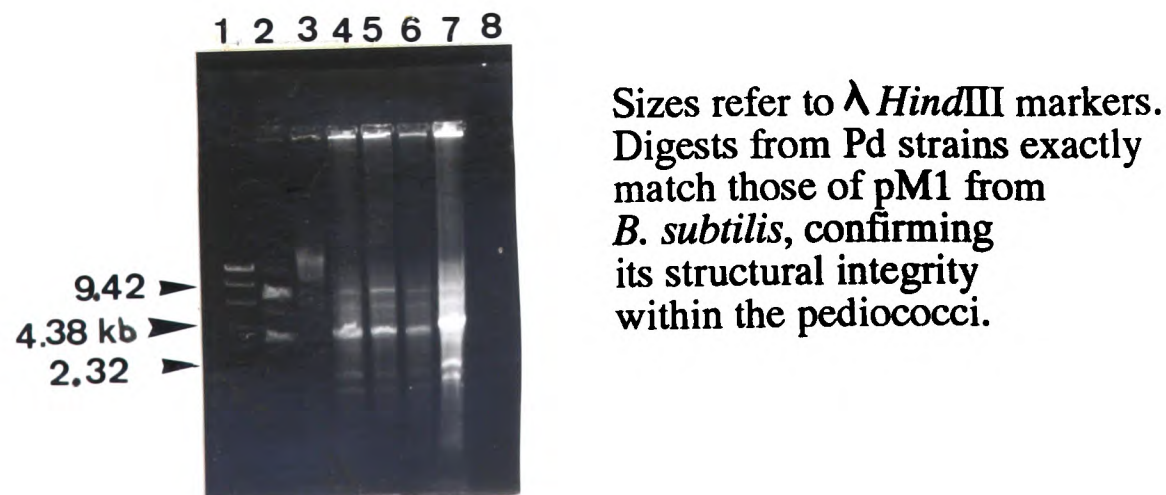 1 2 3 4 5 6 7 8
9.42
4.38 kb
2.32
Sizes refer to λ HindIII markers.
Digests from Pd strains exactly
match those of pM1 from
B. subtilis, confirming
its structural integrity
within the pediococci.